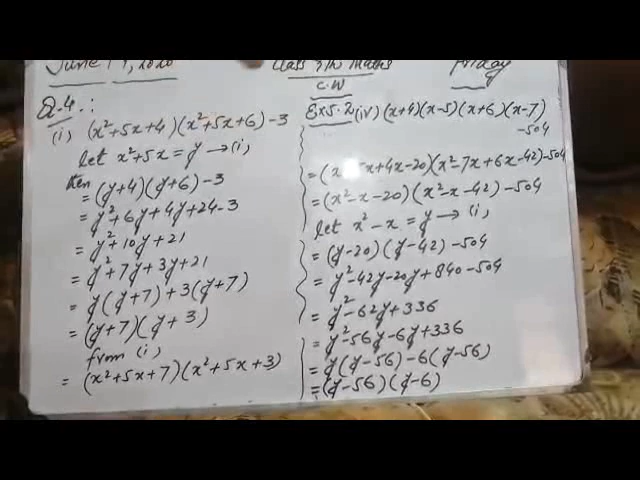 June 19, 2020
Class 9th Maths
Friday
C.W
Q.4 .:
(i) (x²+5x+4)(x²+5x+6)-3
let x²+5x = y → (i)
then
= (y+4)(y+6)-3
= y²+6y+4y+24-3
= y²+10y+21
= y²+7y+3y+21
= y(y+7)+3(y+7)
= (y+7)(y+3)
from (i)
= (x²+5x+7)(x²+5x+3)
Ex5.2 (iv) (x+4)(x-5)(x+6)(x-7)
-504
= (x 5x+4x-20)(x²-7x+6x-42)-504
= (x²-x-20)(x²-x-42)-504
let x²-x = y → (i)
= (y-20)(y-42)-504
= y²-42y-20y+840-504
= y²-62y+336
= y²-56y-6y+336
= y(y-56)-6(y-56)
= (y-56)(y-6)